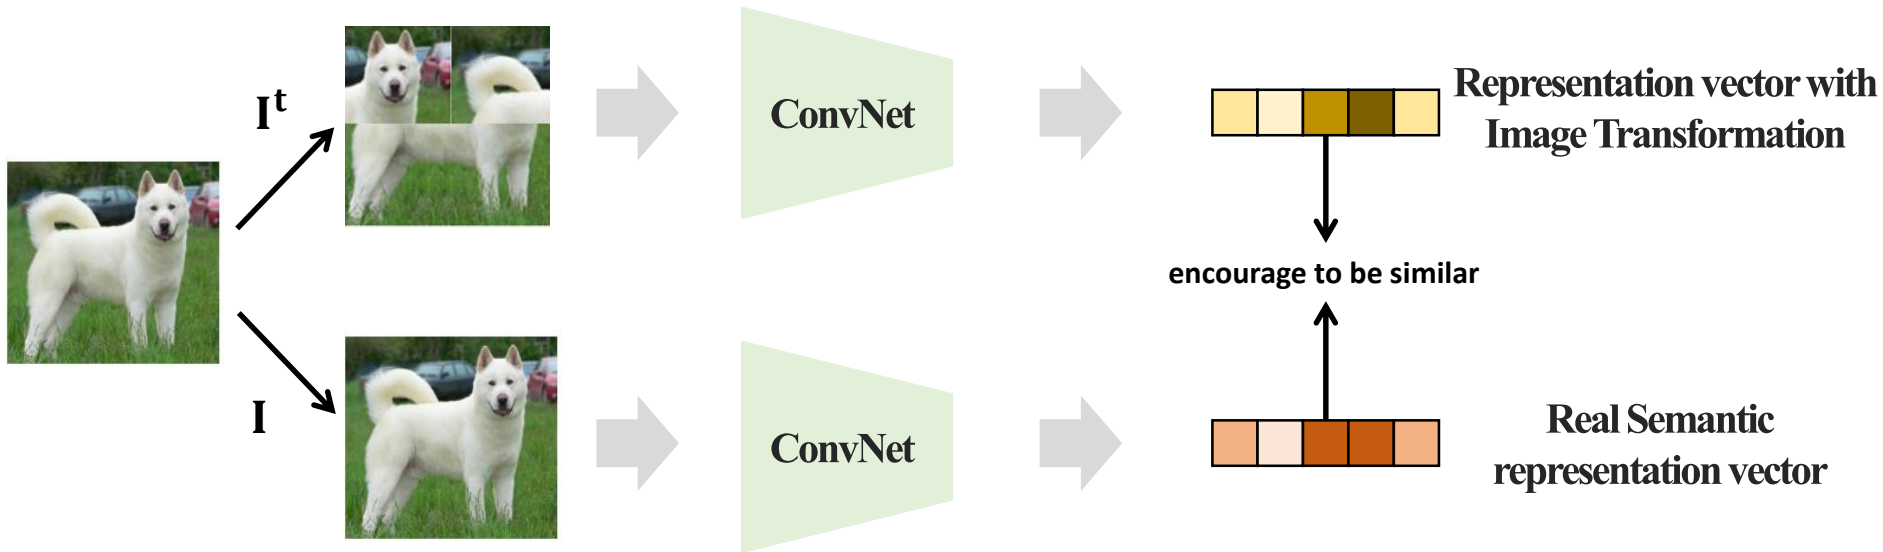 I^t
ConvNet
Representation vector with
Image Transformation
encourage to be similar
I
ConvNet
Real Semantic
representation vector